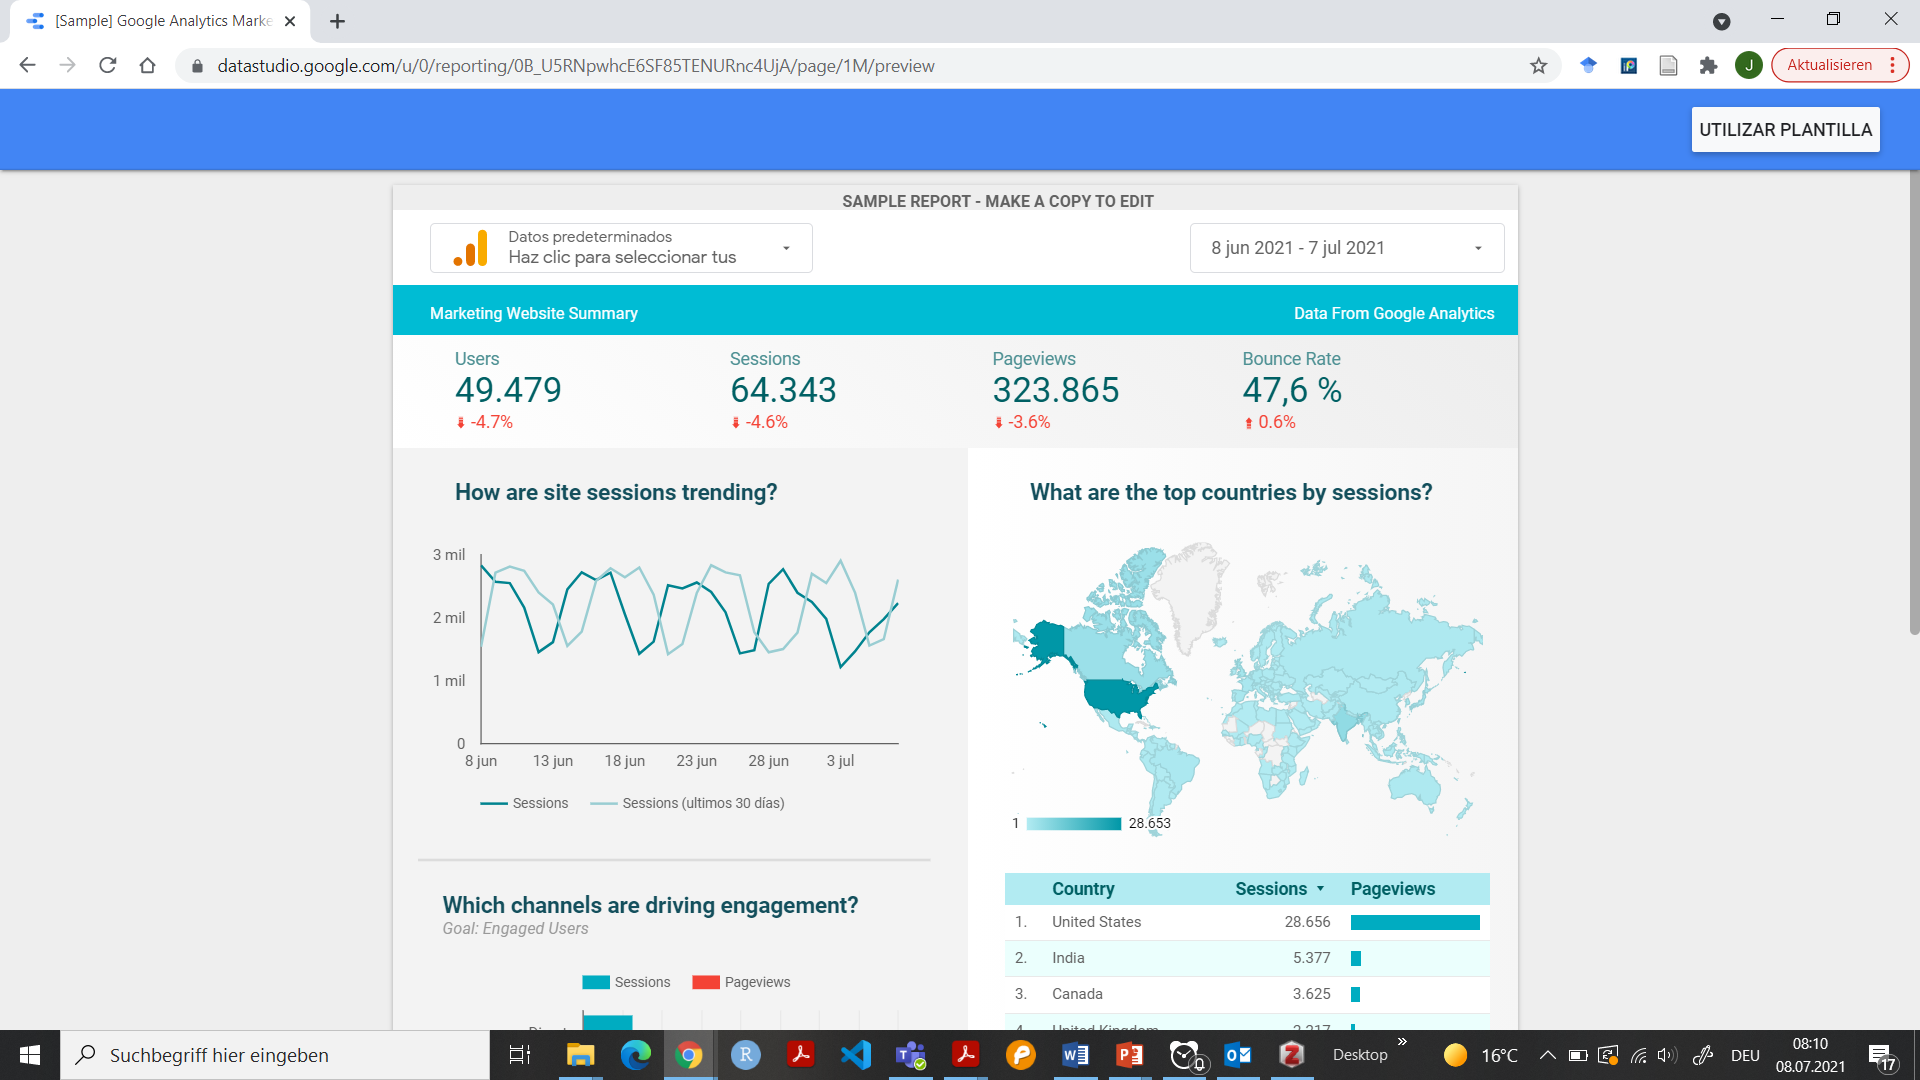 [Sample] Google Analytics Marke
datastudio.google.com/u/0/reporting/0B_U5RNpwhcE6SF85TENURnc4UjA/page/1M/preview
J
Aktualisieren
UTILIZAR PLANTILLA
SAMPLE REPORT - MAKE A COPY TO EDIT
Datos predeterminados
Haz clic para seleccionar tus
8 jun 2021 - 7 jul 2021
Marketing Website Summary
Data From Google Analytics
Users
49.479
-4.7%
Sessions
64.343
-4.6%
Pageviews
323.865
-3.6%
Bounce Rate
47,6 %
0.6%
How are site sessions trending?
3 mil
2 mil
1 mil
0
8 jun 13 jun 18 jun 23 jun 28 jun 3 jul
Sessions Sessions (ultimos 30 días)
What are the top countries by sessions?
1 28.653
Country Sessions Pageviews
1. United States 28.656
2. India 5.377
3. Canada 3.625
4. United Kingdom 2.217
Which channels are driving engagement?
Goal: Engaged Users
Sessions Pageviews
Suchbegriff hier eingeben
Desktop
16°C
DEU
08:10
08.07.2021
17